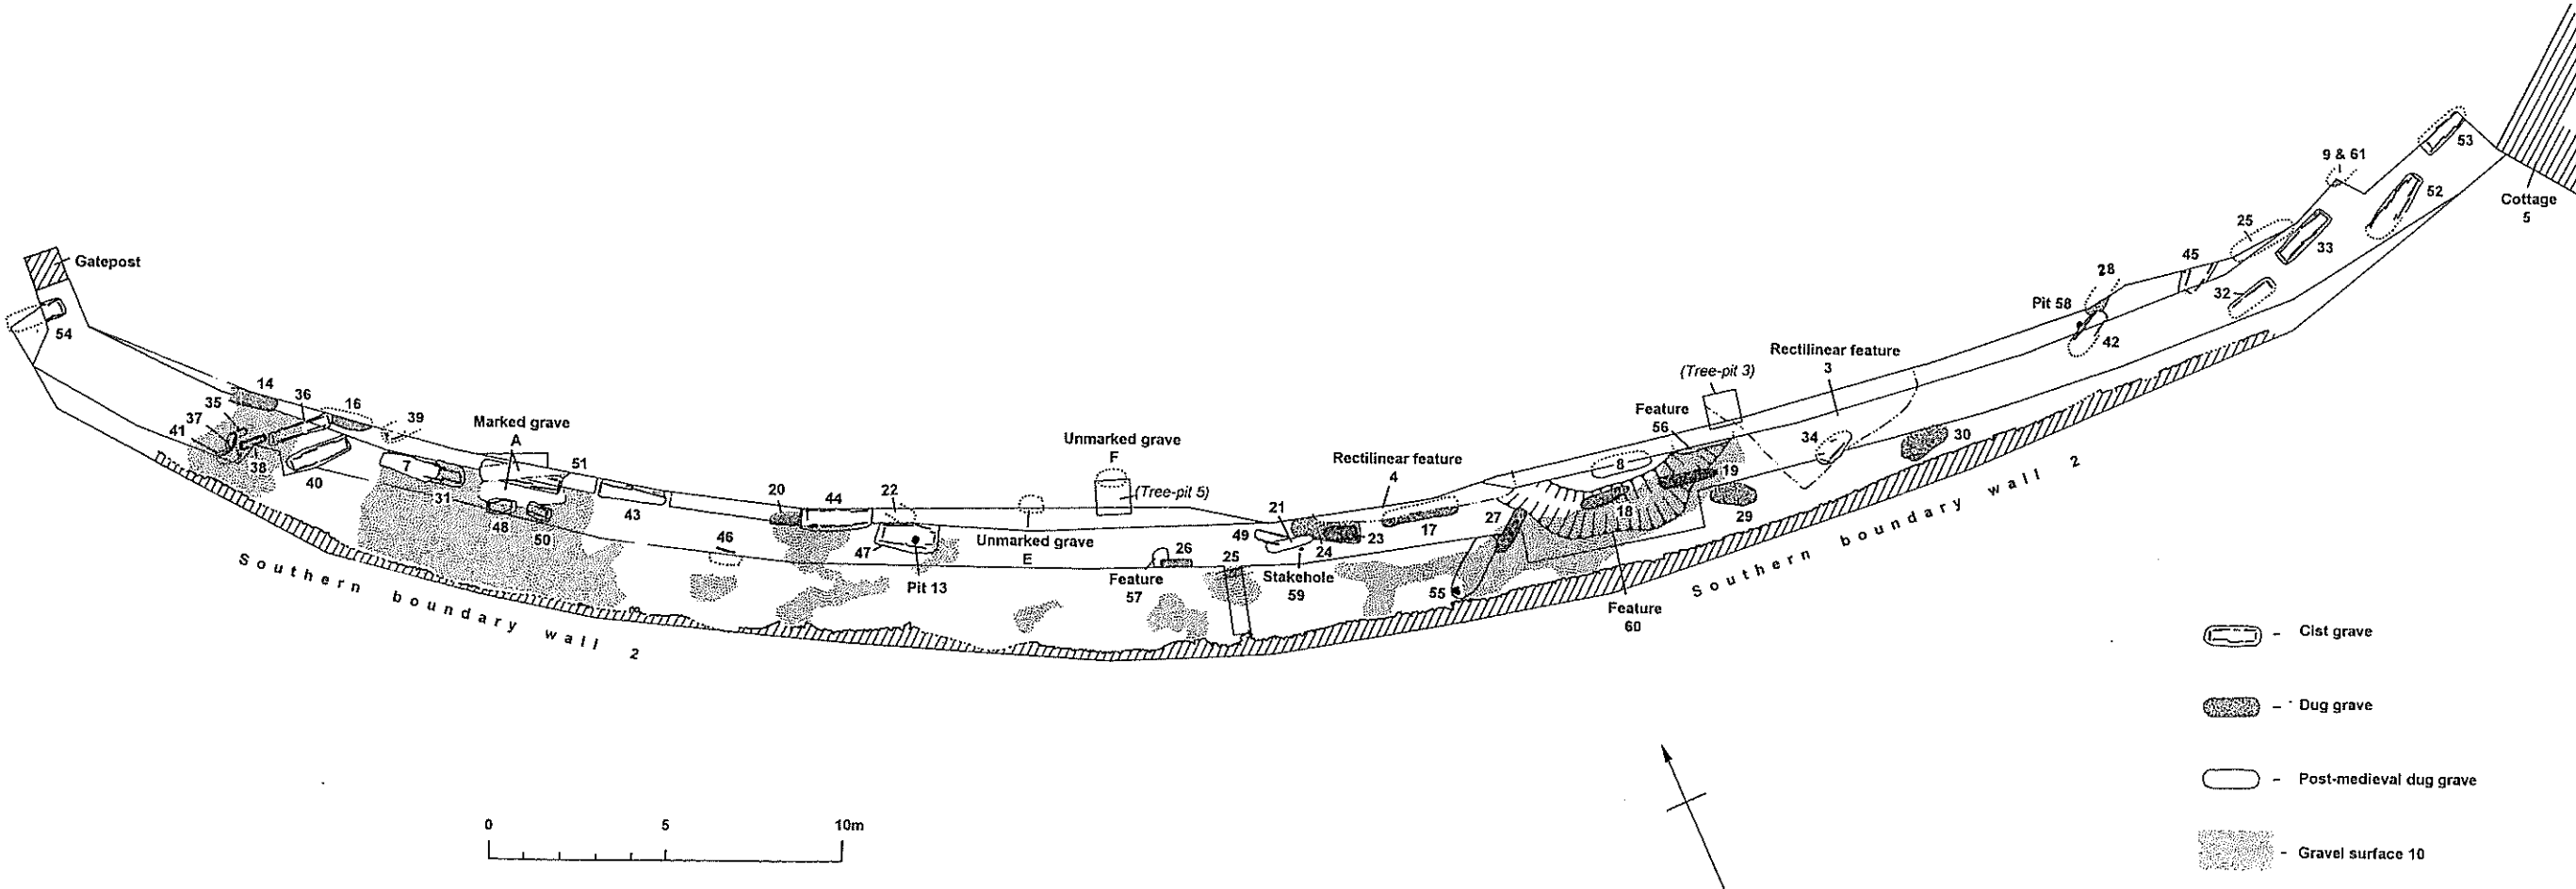 Gatepost
54
14
35
36
16
37
39
41
38
40
Marked grave
A
7
31
51
48
50
43
20
44
22
46
47
Pit 13
Unmarked grave
F
(Tree-pit 5)
Unmarked grave
E
Feature
57
26
25
21
49
Stakehole
59
24
23
Rectilinear feature
4
17
27
55
8
18
19
Feature
56
(Tree-pit 3)
29
Feature
60
Rectilinear feature
3
34
30
Pit 58
28
42
45
25
9 & 61
33
32
52
53
Cottage
5
Southern boundary wall 2
Southern boundary wall 2
0 5 10m
- Cist grave
- Dug grave
- Post-medieval dug grave
- Gravel surface 10